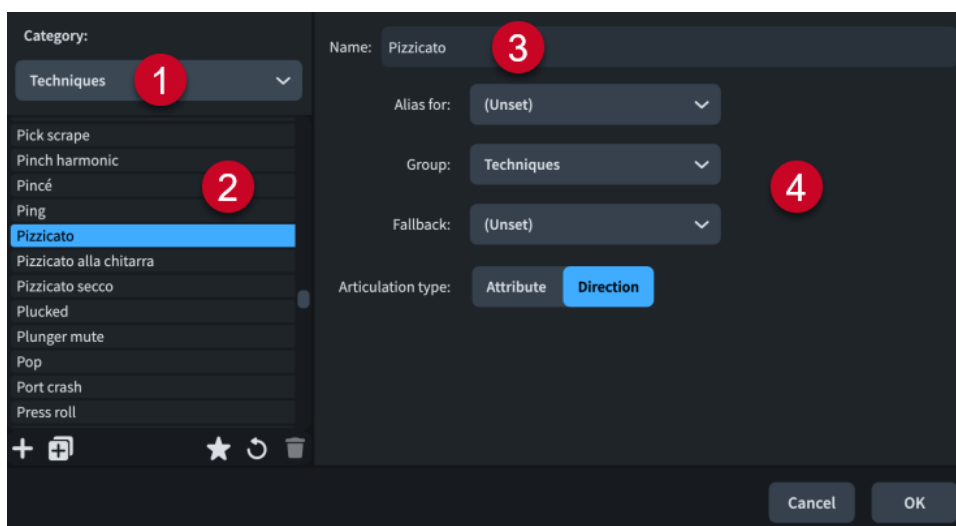 Category:
Techniques
1
Pick scrape
Pinch harmonic
Pincé
2
Ping
Pizzicato
Pizzicato alla chitarra
Pizzicato secco
Plucked
Plunger mute
Pop
Port crash
Press roll
Name: Pizzicato
3
Alias for: (Unset)
Group: Techniques
4
Fallback: (Unset)
Articulation type: Attribute Direction
Cancel OK